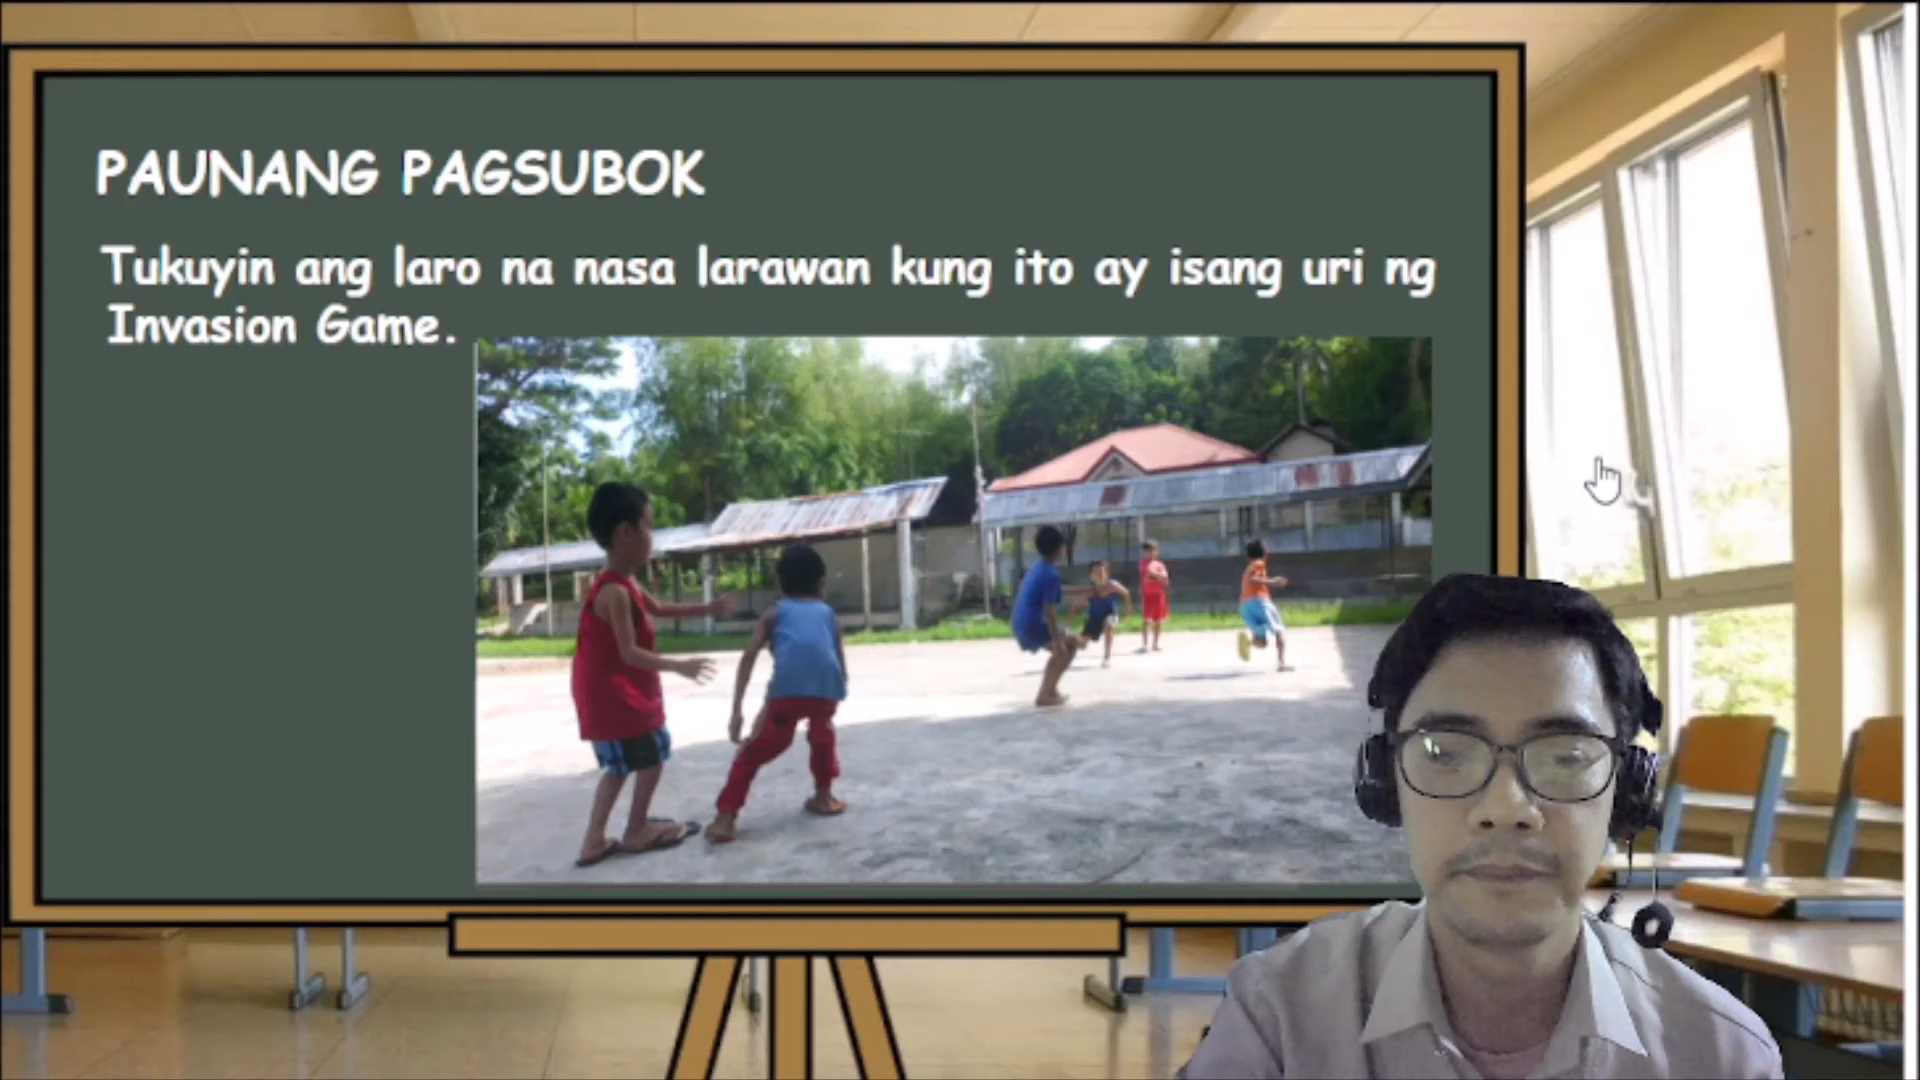 PAUNANG PAGSUBOK
Tukuyin ang laro na nasa larawan kung ito ay isang uri ng
Invasion Game.